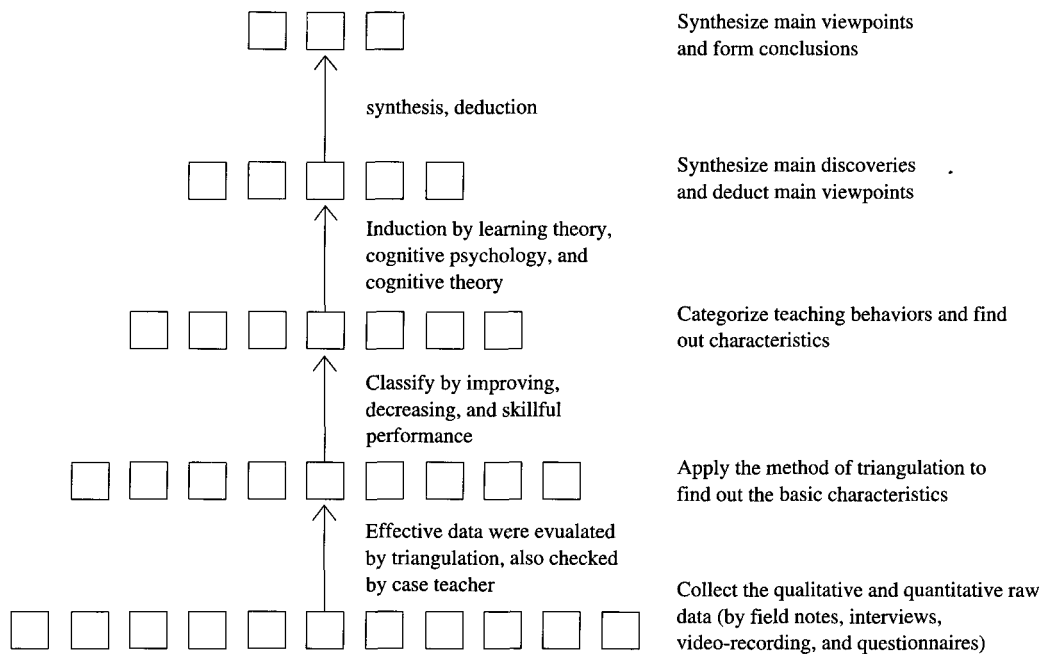 Synthesize main viewpoints
and form conclusions
synthesis, deduction
Synthesize main discoveries
and deduct main viewpoints
Induction by learning theory,
cognitive psychology, and
cognitive theory
Categorize teaching behaviors and find
out characteristics
Classify by improving,
decreasing, and skillful
performance
Apply the method of triangulation to
find out the basic characteristics
Effective data were evualated
by triangulation, also checked
by case teacher
Collect the qualitative and quantitative raw
data (by field notes, interviews,
video-recording, and questionnaires)